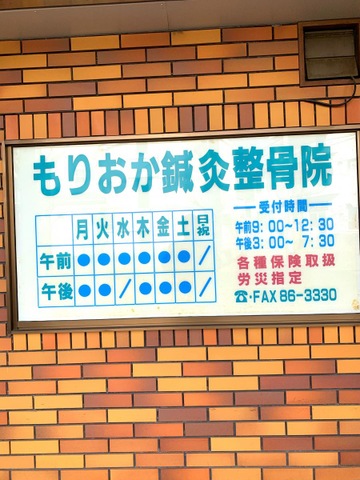 もりおか鍼灸整骨院
月火水木金土日祝
午前●●●●●●/
午後●●/●●●/
受付時間
午前9:00〜12:30
午後3:00〜 7:30
各種保険取扱
労災指定
☎・FAX 86-3330